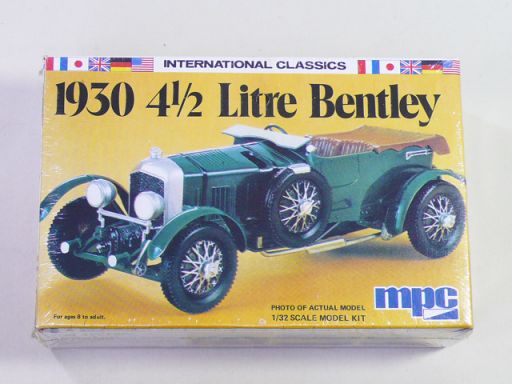 INTERNATIONAL CLASSICS
1930 4½ Litre Bentley
PHOTO OF ACTUAL MODEL
1/32 SCALE MODEL KIT
mpc
For ages 8 to adult.